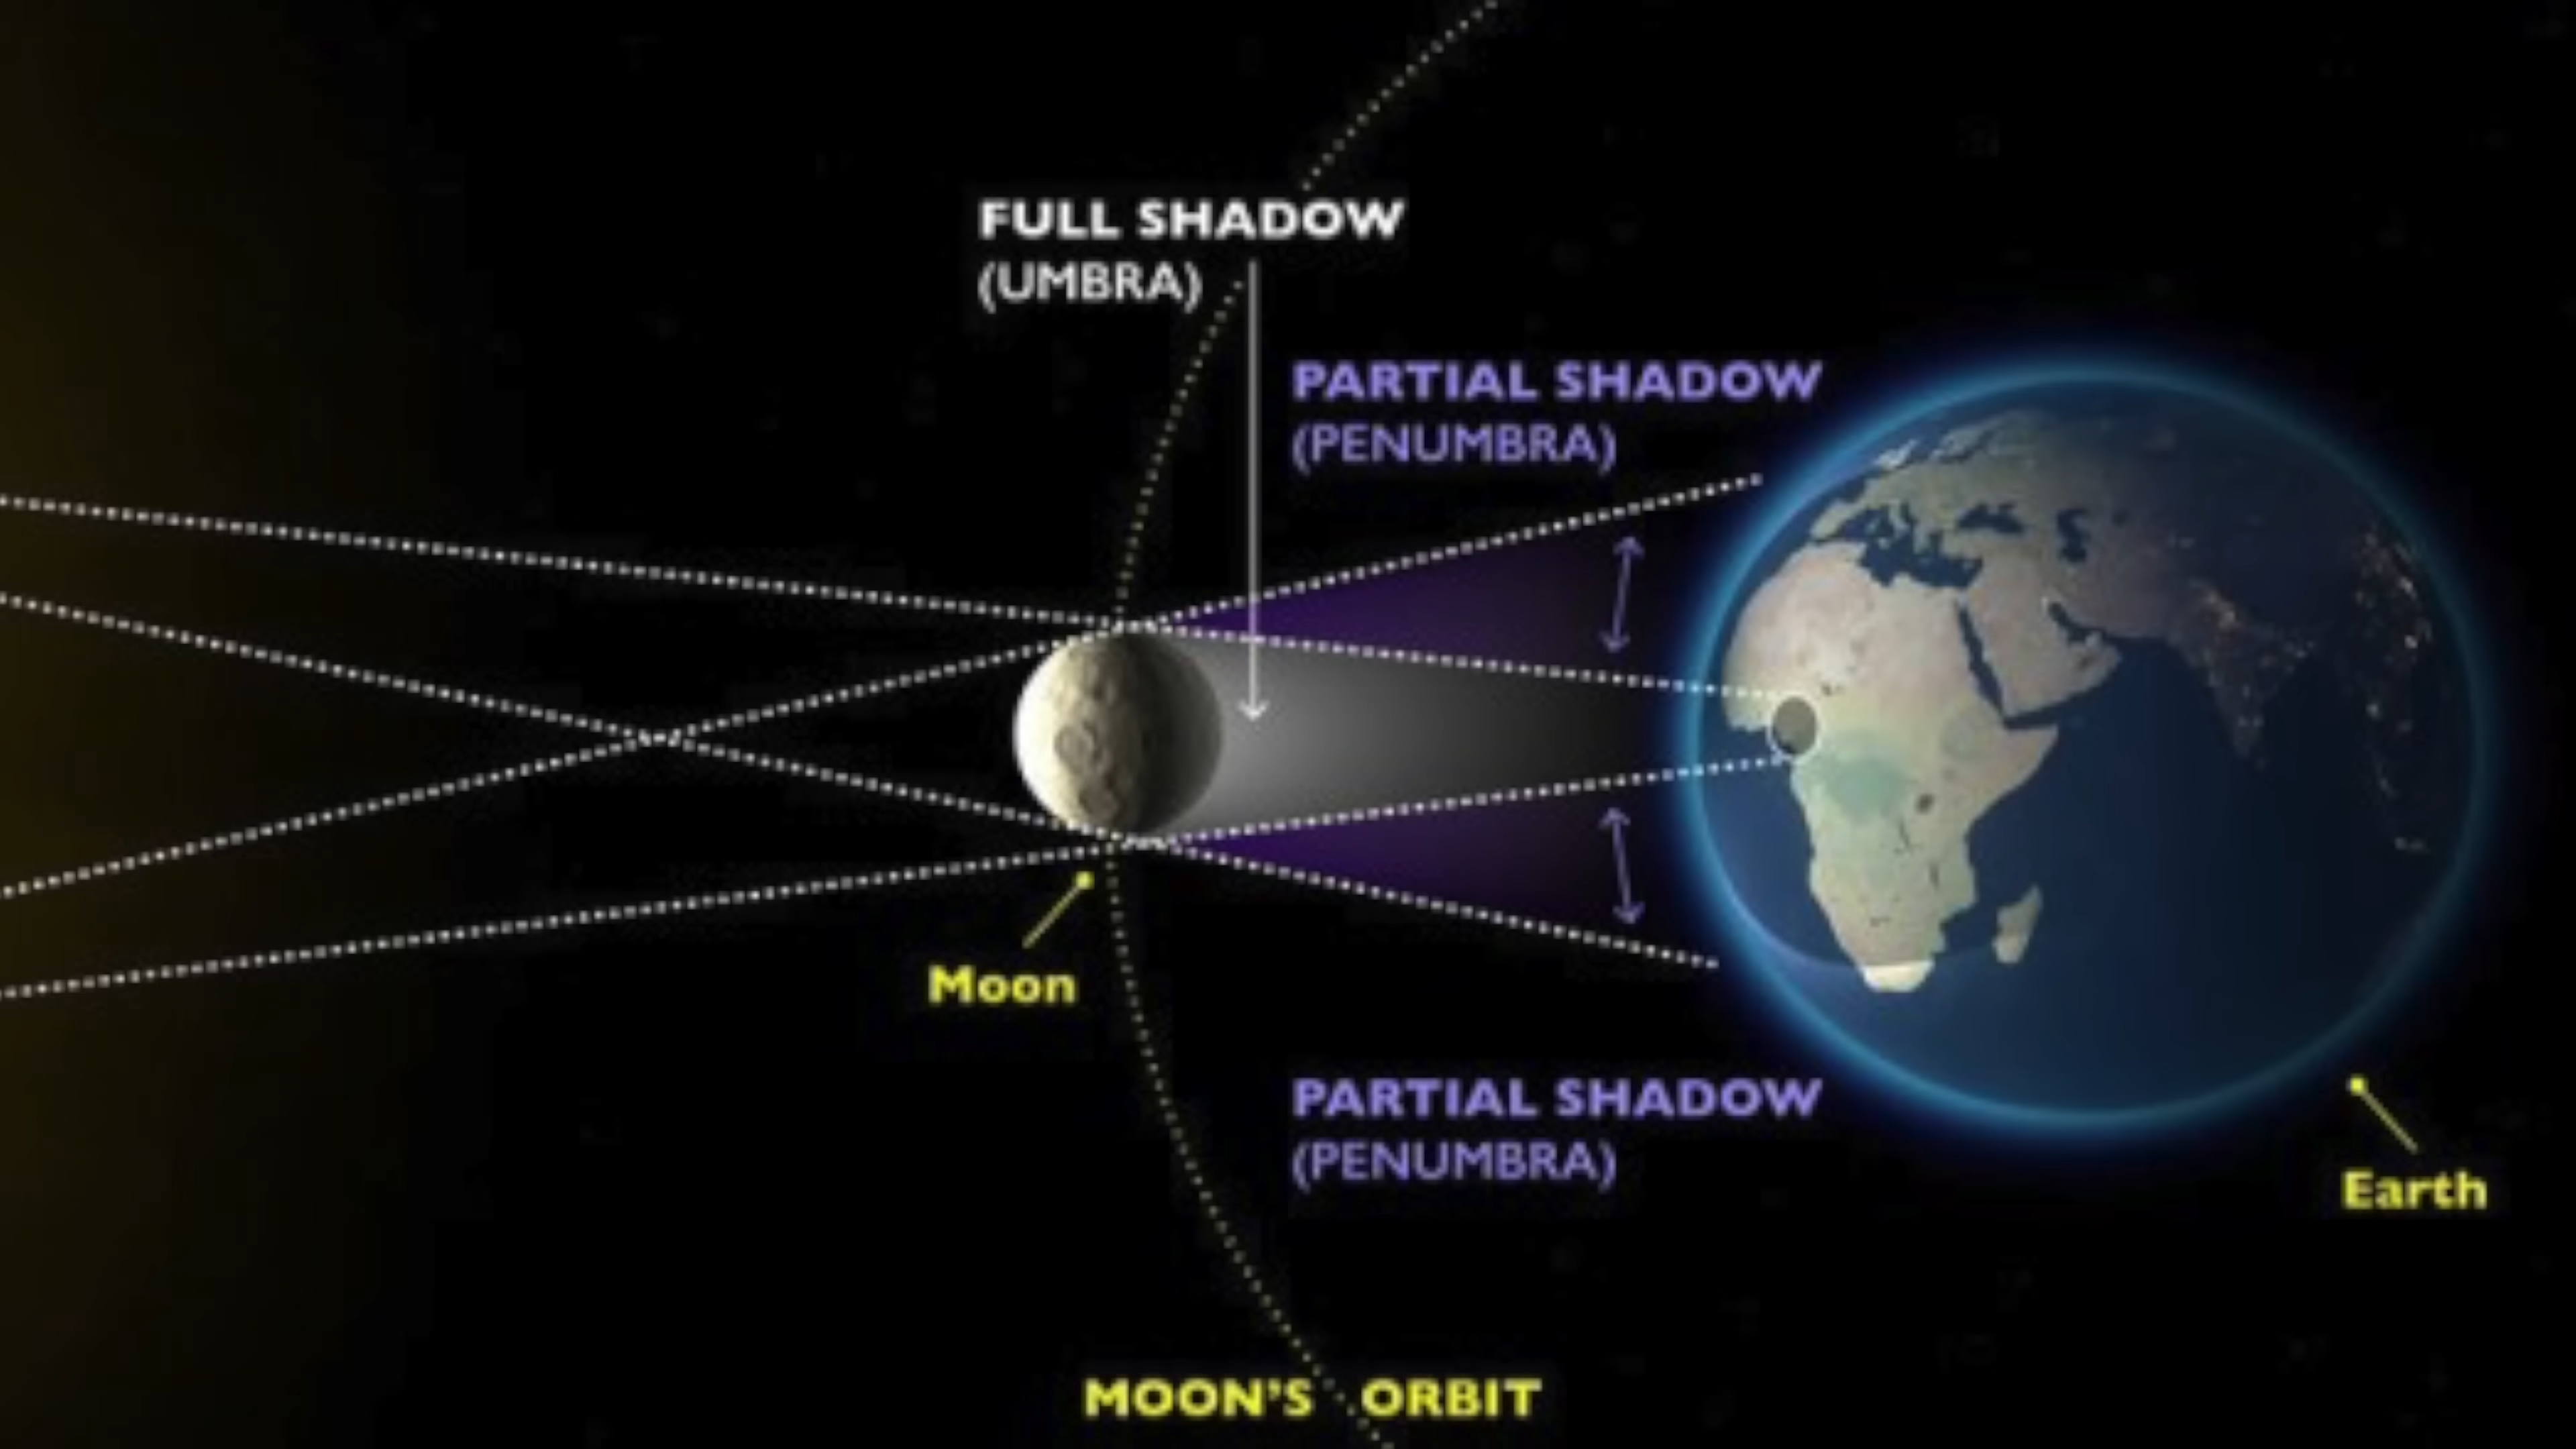 FULL SHADOW
(UMBRA)
PARTIAL SHADOW
(PENUMBRA)
Moon
PARTIAL SHADOW
(PENUMBRA)
Earth
MOON'S ORBIT